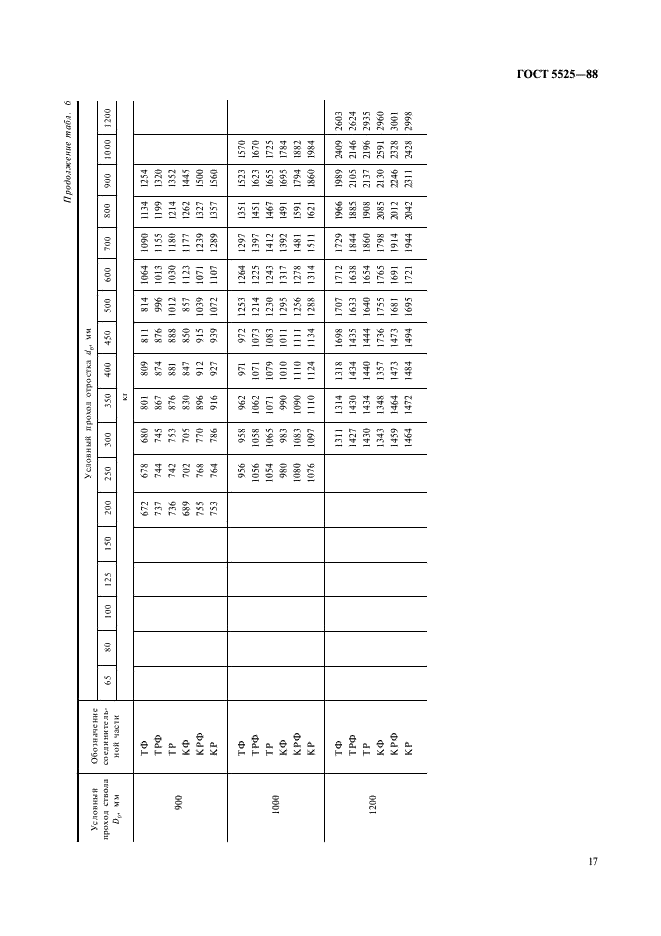 ГОСТ 5525—88
Продолжение табл. 6
Условный проход ствола Dу, мм | Обозначение соединительной части | Условный проход отростка dу, мм
65 | 80 | 100 | 125 | 150 | 200 | 250 | 300 | 350 | 400 | 450 | 500 | 600 | 700 | 800 | 900 | 1000 | 1200
кг
900
ТФ 672 678 680 801 809 811 814 1064 1090 1134 1254
ТРФ 737 744 745 867 874 876 996 1013 1155 1199 1320
ТР 736 742 753 876 881 888 1012 1030 1180 1214 1352
КФ 689 702 705 830 847 850 857 1123 1177 1262 1445
КРФ 755 768 770 896 912 915 1039 1071 1239 1327 1500
КР 753 764 786 916 927 939 1072 1107 1289 1357 1560
1000
ТФ 956 958 962 971 972 1253 1264 1297 1351 1523 1570
ТРФ 1056 1058 1062 1071 1073 1214 1225 1397 1451 1623 1670
ТР 1054 1065 1071 1079 1083 1230 1243 1412 1467 1655 1725
КФ 980 983 990 1010 1011 1295 1317 1392 1491 1695 1784
КРФ 1080 1083 1090 1110 1111 1256 1278 1481 1591 1794 1882
КР 1076 1097 1110 1124 1134 1288 1314 1511 1621 1860 1984
1200
ТФ 1311 1314 1318 1698 1707 1712 1729 1966 1989 2409 2603
ТРФ 1427 1430 1434 1435 1633 1638 1844 1885 2105 2146 2624
ТР 1430 1434 1440 1444 1640 1654 1860 1908 2137 2196 2935
КФ 1343 1348 1357 1736 1755 1765 1798 2085 2130 2591 2960
КРФ 1459 1464 1473 1473 1681 1691 1914 2012 2246 2328 3001
КР 1464 1472 1484 1494 1695 1721 1944 2042 2311 2428 2998
17